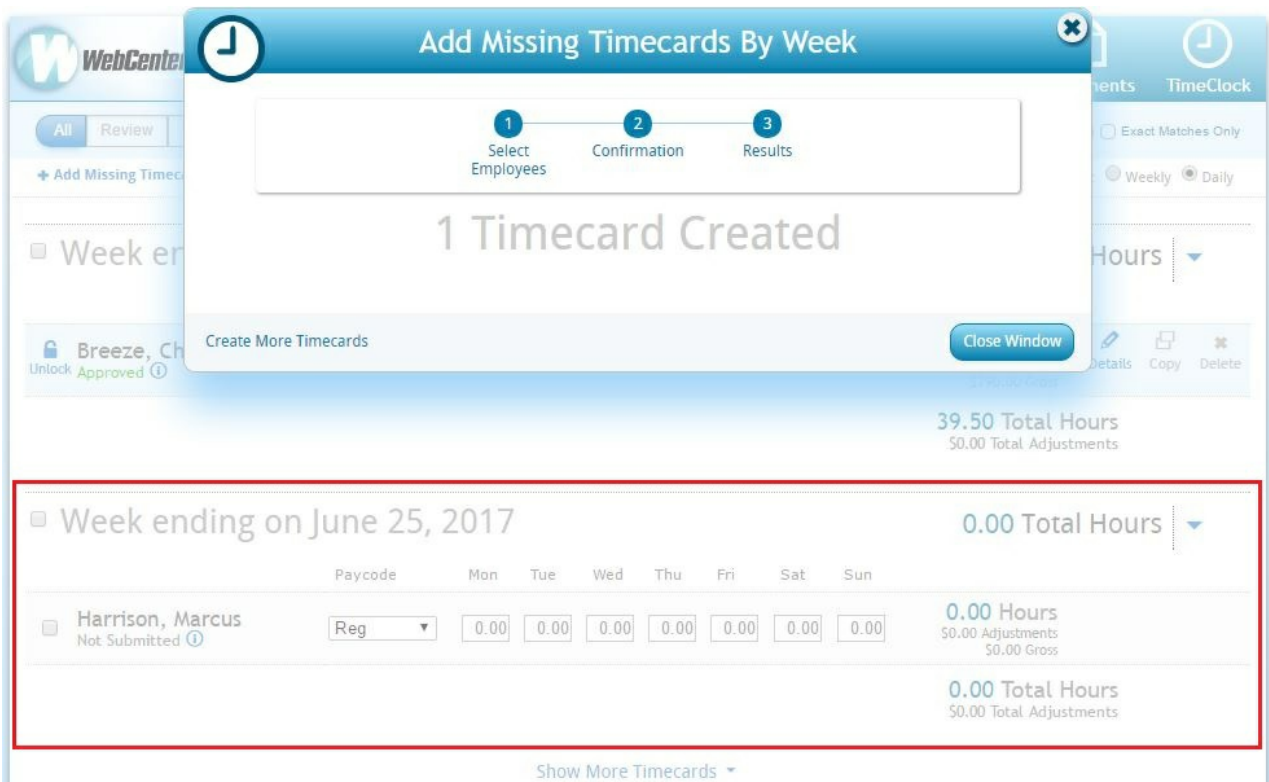 WebCenter
Add Missing Timecards By Week
TimeClock
1
2
3
Select
Employees
Confirmation
Results
All
Review
Exact Matches Only
+ Add Missing Timec
Weekly
Daily
1 Timecard Created
Week en
Hours
Create More Timecards
Close Window
Breeze, Ch
Unlock
Approved
Details
Copy
Delete
39.50 Total Hours
$0.00 Total Adjustments
Week ending on June 25, 2017
0.00 Total Hours
Paycode Mon Tue Wed Thu Fri Sat Sun
Harrison, Marcus
Not Submitted
Reg
0.00 0.00 0.00 0.00 0.00 0.00 0.00
0.00 Hours
$0.00 Adjustments
$0.00 Gross
0.00 Total Hours
$0.00 Total Adjustments
Show More Timecards